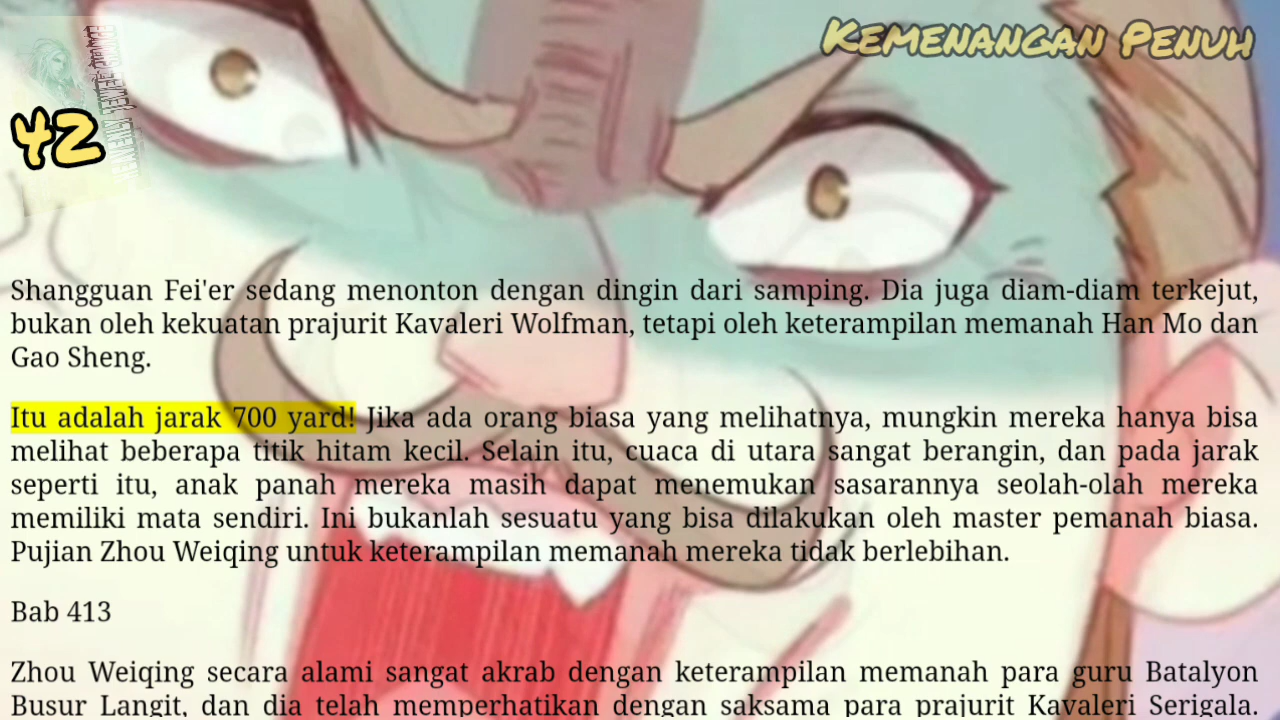 Kemenangan Penuh
42
Shangguan Fei'er sedang menonton dengan dingin dari samping. Dia juga diam-diam terkejut,
bukan oleh kekuatan prajurit Kavaleri Wolfman, tetapi oleh keterampilan memanah Han Mo dan
Gao Sheng.
Itu adalah jarak 700 yard! Jika ada orang biasa yang melihatnya, mungkin mereka hanya bisa
melihat beberapa titik hitam kecil. Selain itu, cuaca di utara sangat berangin, dan pada jarak
seperti itu, anak panah mereka masih dapat menemukan sasarannya seolah-olah mereka
memiliki mata sendiri. Ini bukanlah sesuatu yang bisa dilakukan oleh master pemanah biasa.
Pujian Zhou Weiqing untuk keterampilan memanah mereka tidak berlebihan.
Bab 413
Zhou Weiqing secara alami sangat akrab dengan keterampilan memanah para guru Batalyon
Busur Langit, dan dia telah memperhatikan dengan saksama para prajurit Kavaleri Serigala.